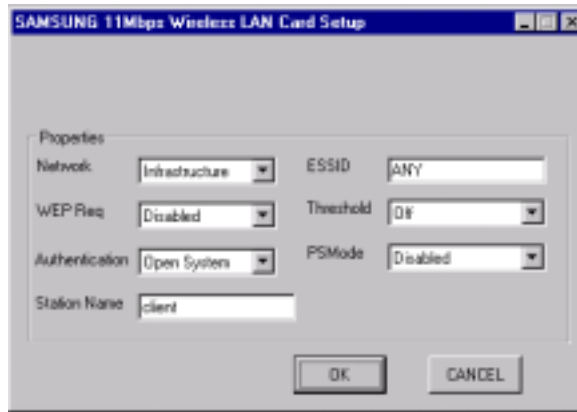 SAMSUNG 11Mbps Wireless LAN Card Setup
Properties
Network Infrastructure ESSID ANY
WEP Req Disabled Threshold Off
Authentication Open System PSMode Disabled
Station Name client
OK CANCEL